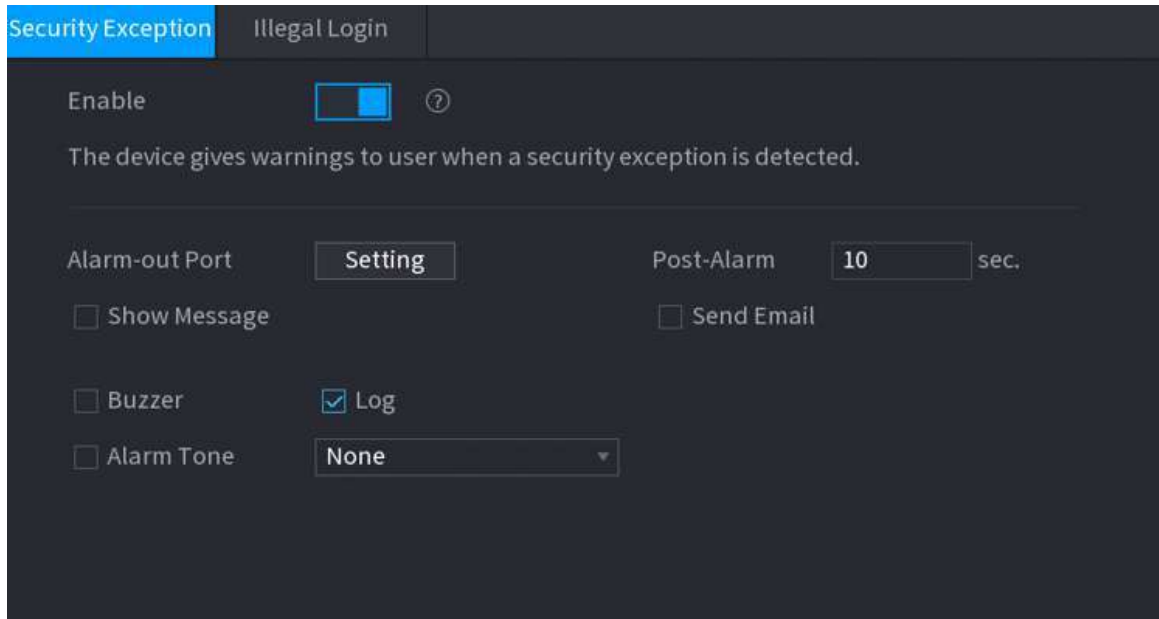 Security Exception Illegal Login
Enable ?
The device gives warnings to user when a security exception is detected.
Alarm-out Port Setting Post-Alarm 10 sec.
Show Message Send Email
Buzzer Log
Alarm Tone None